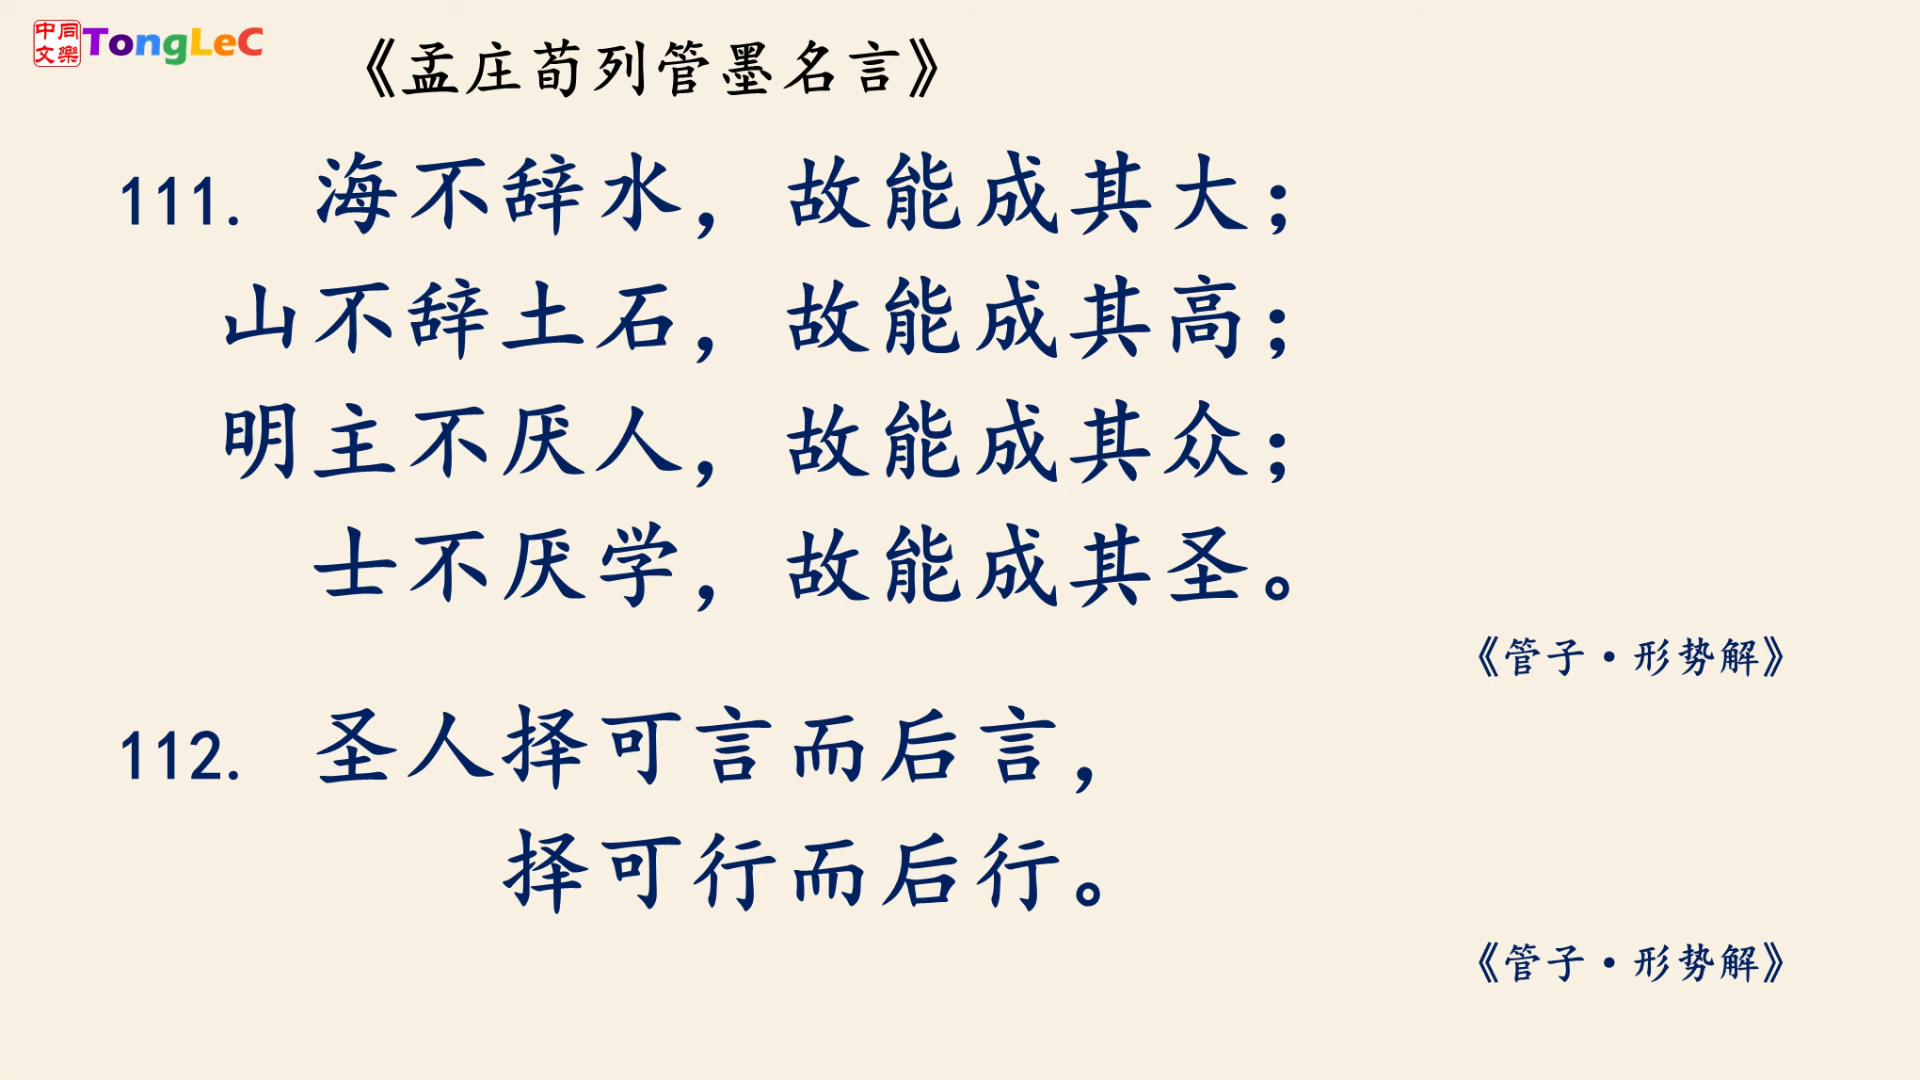 中同文樂 TongLeC
《孟庄荀列管墨名言》
111. 海不辞水，故能成其大；
山不辞土石，故能成其高；
明主不厌人，故能成其众；
士不厌学，故能成其圣。
《管子·形势解》
112. 圣人择可言而后言，
择可行而后行。
《管子·形势解》